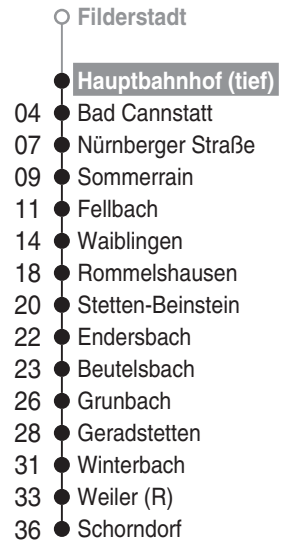 Filderstadt
Hauptbahnhof (tief)
04 Bad Cannstatt
07 Nürnberger Straße
09 Sommerrain
11 Fellbach
14 Waiblingen
18 Rommelshausen
20 Stetten-Beinstein
22 Endersbach
23 Beutelsbach
26 Grunbach
28 Geradstetten
31 Winterbach
33 Weiler (R)
36 Schorndorf